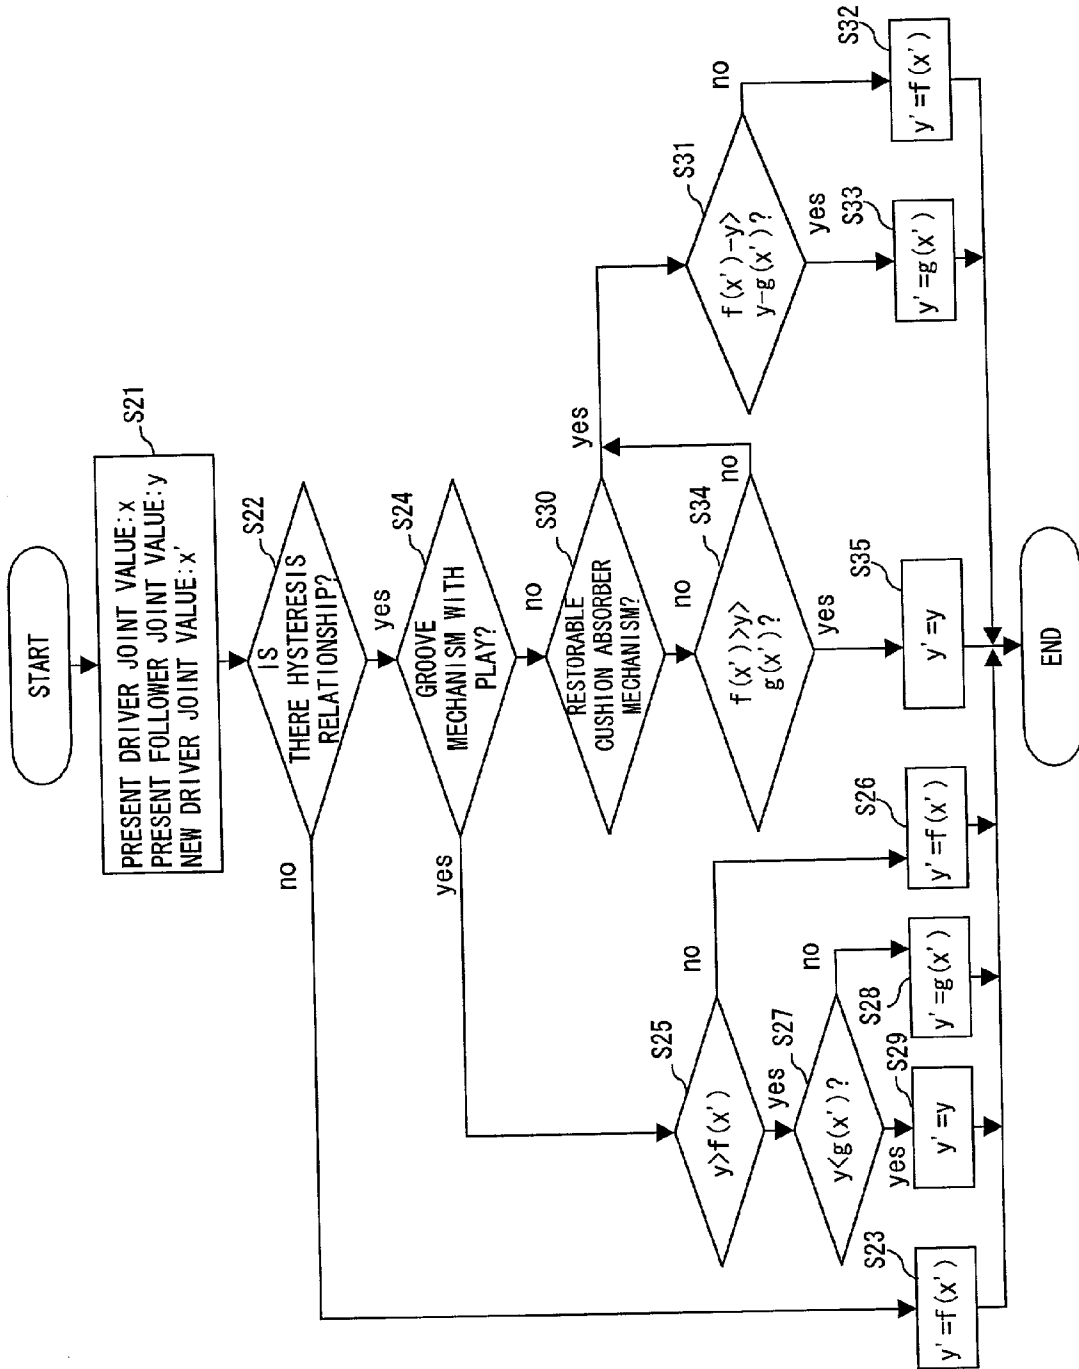 START
S21
PRESENT DRIVER JOINT VALUE:x
PRESENT FOLLOWER JOINT VALUE:y
NEW DRIVER JOINT VALUE:x'
S22
IS
THERE HYSTERESIS
RELATIONSHIP?
no
yes
S24
GROOVE
MECHANISM WITH
PLAY?
yes
no
S30
RESTORABLE
CUSHION ABSORBER
MECHANISM?
yes
no
S25
y>f(x')
no
yes
S27
y<g(x')?
no
yes
S34
f(x')>y>
g(x')?
no
yes
S31
f(x')-y>
y-g(x')?
no
yes
S23
y'=f(x')
S29
y'=y
S28
y'=g(x')
S26
y'=f(x')
S35
y'=y
S33
y'=g(x')
S32
y'=f(x')
END